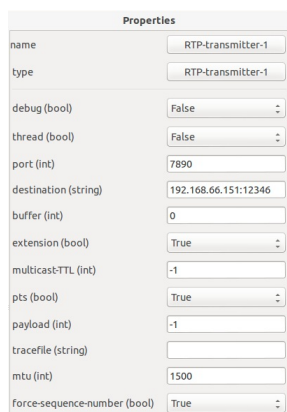 Properties
name RTP-transmitter-1
type RTP-transmitter-1
debug (bool) False
thread (bool) False
port (int) 7890
destination (string) 192.168.66.151:12346
buffer (int) 0
extension (bool) True
multicast-TTL (int) -1
pts (bool) True
payload (int) -1
tracefile (string)
mtu (int) 1500
force-sequence-number (bool) True